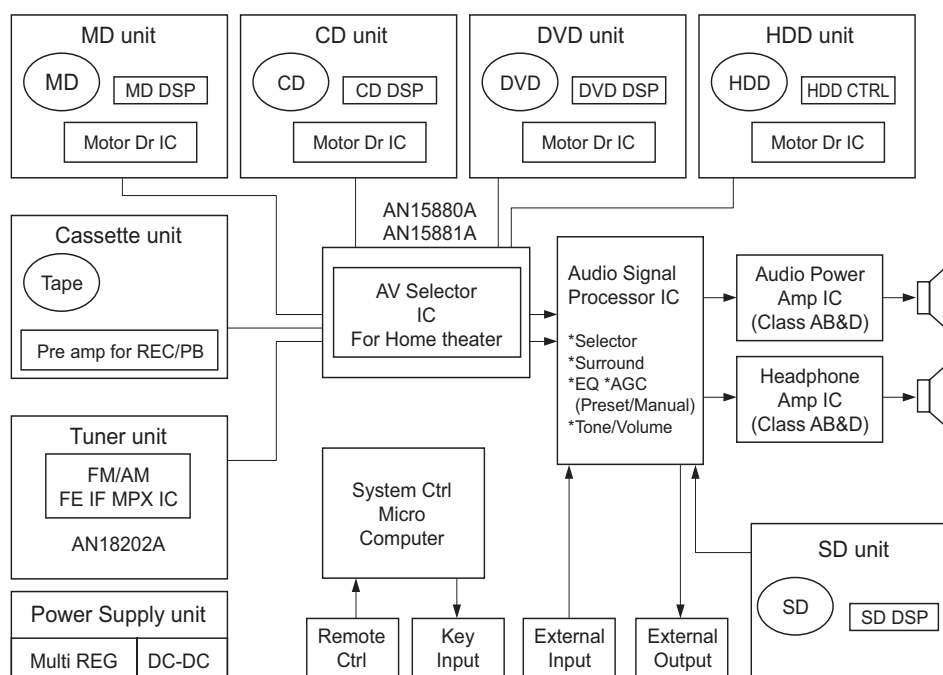 MD unit
MD
MD DSP
Motor Dr IC
CD unit
CD
CD DSP
Motor Dr IC
DVD unit
DVD
DVD DSP
Motor Dr IC
HDD unit
HDD
HDD CTRL
Motor Dr IC
Cassette unit
Tape
Pre amp for REC/PB
AN15880A
AN15881A
AV Selector
IC
For Home theater
Audio Signal
Processor IC
*Selector
*Surround
*EQ *AGC
(Preset/Manual)
*Tone/Volume
Audio Power
Amp IC
(Class AB&D)
Headphone
Amp IC
(Class AB&D)
Tuner unit
FM/AM
FE IF MPX IC
AN18202A
System Ctrl
Micro
Computer
SD unit
SD
SD DSP
Power Supply unit
Multi REG
DC-DC
Remote
Ctrl
Key
Input
External
Input
External
Output